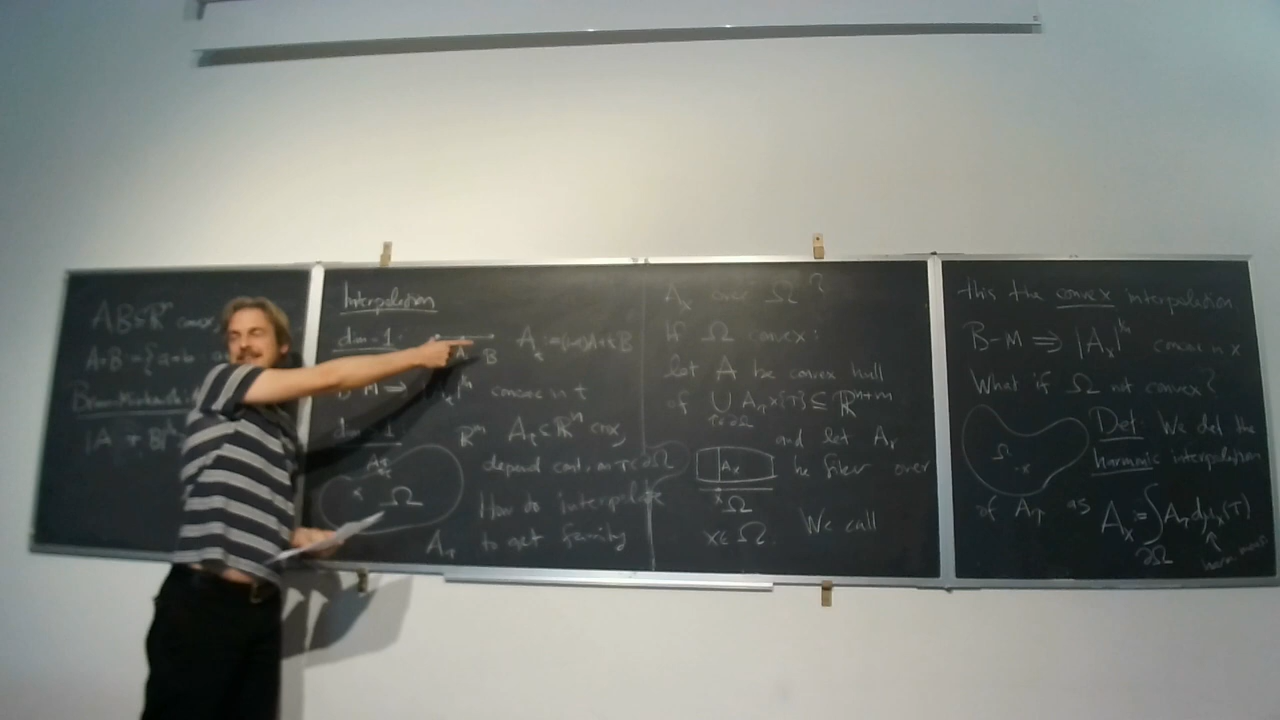 A, B ⊆ ℝⁿ convex
A+B = {a+b : a
Brunn-Minkowski
|A + B|
Interpolation
dim=1:
A B
A_t := (1-t)A + tB
B-M ⇒ |A_t|^{1/n} concave in t
dim > 1
ℝ^m A_τ ⊂ ℝⁿ cnx,
A_τ
x Ω
depend cont. on τ ∈ ∂Ω
How do interpolate
to get family
A_x over Ω?
If Ω convex:
let A be convex hull
of ⋃_{τ∈∂Ω} A_τ × {τ} ⊆ ℝ^{n+m}
and let A_x
be fiber over
A_x
x
Ω
x ∈ Ω. We call
this the convex interpolation
B-M ⇒ |A_x|^{1/n} concave in x
What if Ω not convex?
Ω
·x
Def: We def the
harmonic interpolation
of A_τ as A_x := ∫_{∂Ω} A_τ dμ_x(τ)
harm meas.